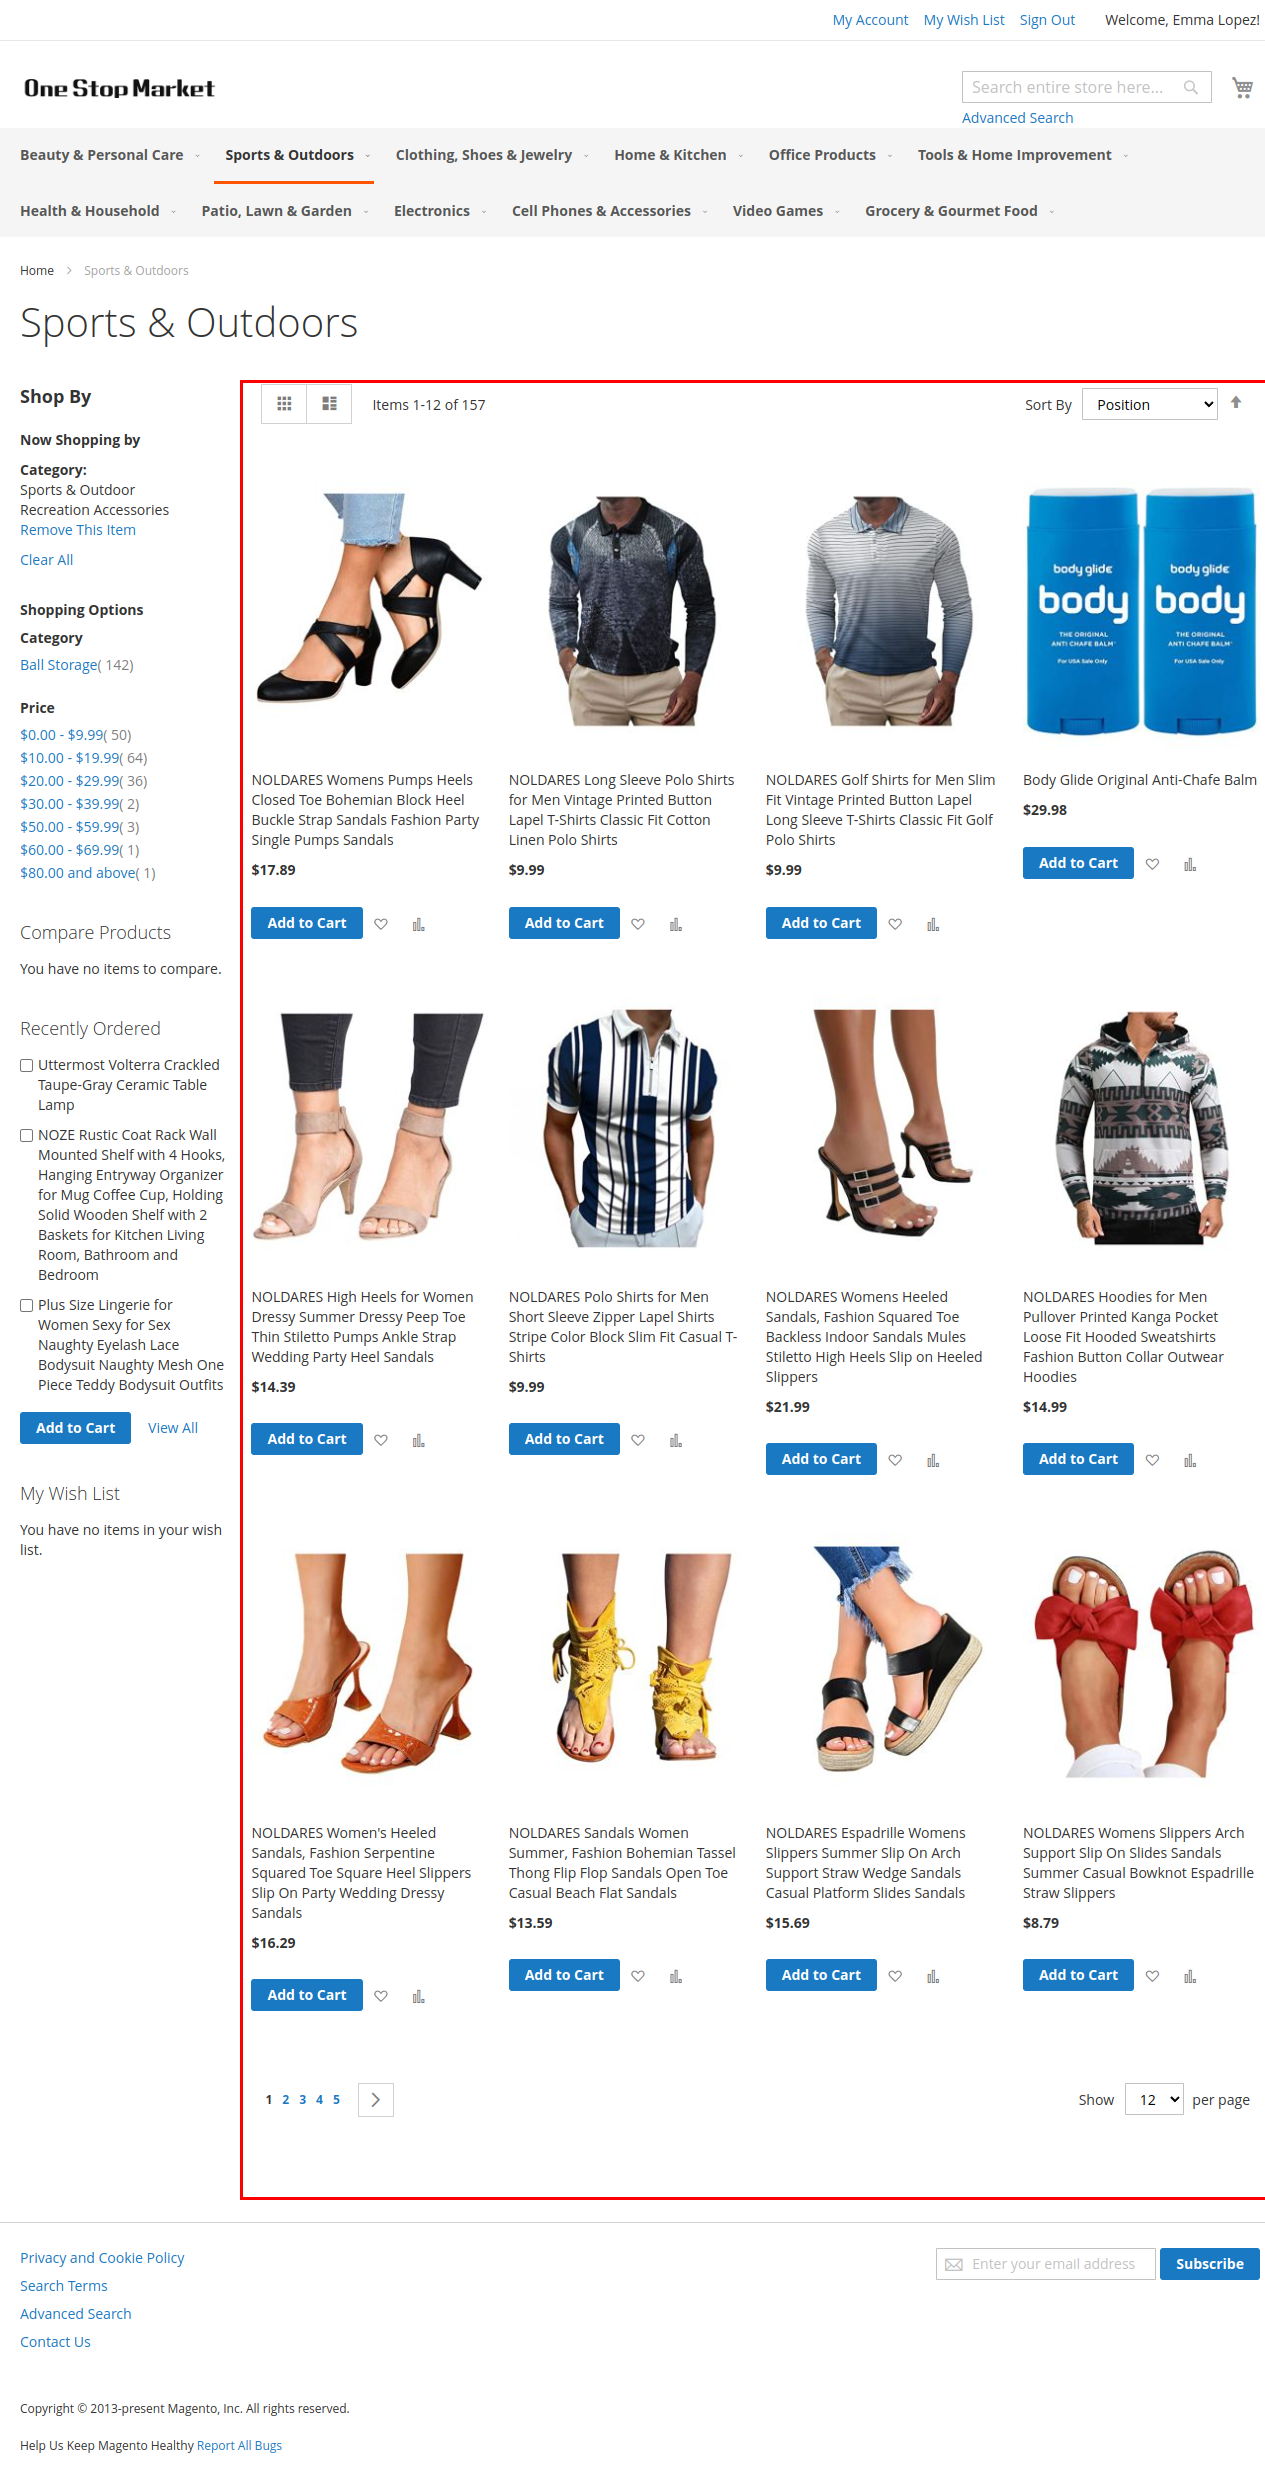 My Account My Wish List Sign Out Welcome, Emma Lopez!
One Stop Market
Search entire store here...
Advanced Search
Beauty & Personal Care Sports & Outdoors Clothing, Shoes & Jewelry Home & Kitchen Office Products Tools & Home Improvement
Health & Household Patio, Lawn & Garden Electronics Cell Phones & Accessories Video Games Grocery & Gourmet Food
Home Sports & Outdoors
Sports & Outdoors
Shop By
Now Shopping by
Category:
Sports & Outdoor
Recreation Accessories
Remove This Item
Clear All
Shopping Options
Category
Ball Storage( 142)
Price
$0.00 - $9.99( 50)
$10.00 - $19.99( 64)
$20.00 - $29.99( 36)
$30.00 - $39.99( 2)
$50.00 - $59.99( 3)
$60.00 - $69.99( 1)
$80.00 and above( 1)
Compare Products
You have no items to compare.
Recently Ordered
Uttermost Volterra Crackled
Taupe-Gray Ceramic Table
Lamp
NOZE Rustic Coat Rack Wall
Mounted Shelf with 4 Hooks,
Hanging Entryway Organizer
for Mug Coffee Cup, Holding
Solid Wooden Shelf with 2
Baskets for Kitchen Living
Room, Bathroom and
Bedroom
Plus Size Lingerie for
Women Sexy for Sex
Naughty Eyelash Lace
Bodysuit Naughty Mesh One
Piece Teddy Bodysuit Outfits
Add to Cart View All
My Wish List
You have no items in your wish
list.
Items 1-12 of 157
Sort By Position
body glide
body
THE ORIGINAL
ANTI CHAFE BALM
For USA Sale Only
body glide
body
THE ORIGINAL
ANTI CHAFE BALM
For USA Sale Only
NOLDARES Womens Pumps Heels
Closed Toe Bohemian Block Heel
Buckle Strap Sandals Fashion Party
Single Pumps Sandals
$17.89
Add to Cart
NOLDARES Long Sleeve Polo Shirts
for Men Vintage Printed Button
Lapel T-Shirts Classic Fit Cotton
Linen Polo Shirts
$9.99
Add to Cart
NOLDARES Golf Shirts for Men Slim
Fit Vintage Printed Button Lapel
Long Sleeve T-Shirts Classic Fit Golf
Polo Shirts
$9.99
Add to Cart
Body Glide Original Anti-Chafe Balm
$29.98
Add to Cart
NOLDARES High Heels for Women
Dressy Summer Dressy Peep Toe
Thin Stiletto Pumps Ankle Strap
Wedding Party Heel Sandals
$14.39
Add to Cart
NOLDARES Polo Shirts for Men
Short Sleeve Zipper Lapel Shirts
Stripe Color Block Slim Fit Casual T-
Shirts
$9.99
Add to Cart
NOLDARES Womens Heeled
Sandals, Fashion Squared Toe
Backless Indoor Sandals Mules
Stiletto High Heels Slip on Heeled
Slippers
$21.99
Add to Cart
NOLDARES Hoodies for Men
Pullover Printed Kanga Pocket
Loose Fit Hooded Sweatshirts
Fashion Button Collar Outwear
Hoodies
$14.99
Add to Cart
NOLDARES Women's Heeled
Sandals, Fashion Serpentine
Squared Toe Square Heel Slippers
Slip On Party Wedding Dressy
Sandals
$16.29
Add to Cart
NOLDARES Sandals Women
Summer, Fashion Bohemian Tassel
Thong Flip Flop Sandals Open Toe
Casual Beach Flat Sandals
$13.59
Add to Cart
NOLDARES Espadrille Womens
Slippers Summer Slip On Arch
Support Straw Wedge Sandals
Casual Platform Slides Sandals
$15.69
Add to Cart
NOLDARES Womens Slippers Arch
Support Slip On Slides Sandals
Summer Casual Bowknot Espadrille
Straw Slippers
$8.79
Add to Cart
1 2 3 4 5
Show 12 per page
Privacy and Cookie Policy
Search Terms
Advanced Search
Contact Us
Enter your email address Subscribe
Copyright © 2013-present Magento, Inc. All rights reserved.
Help Us Keep Magento Healthy Report All Bugs